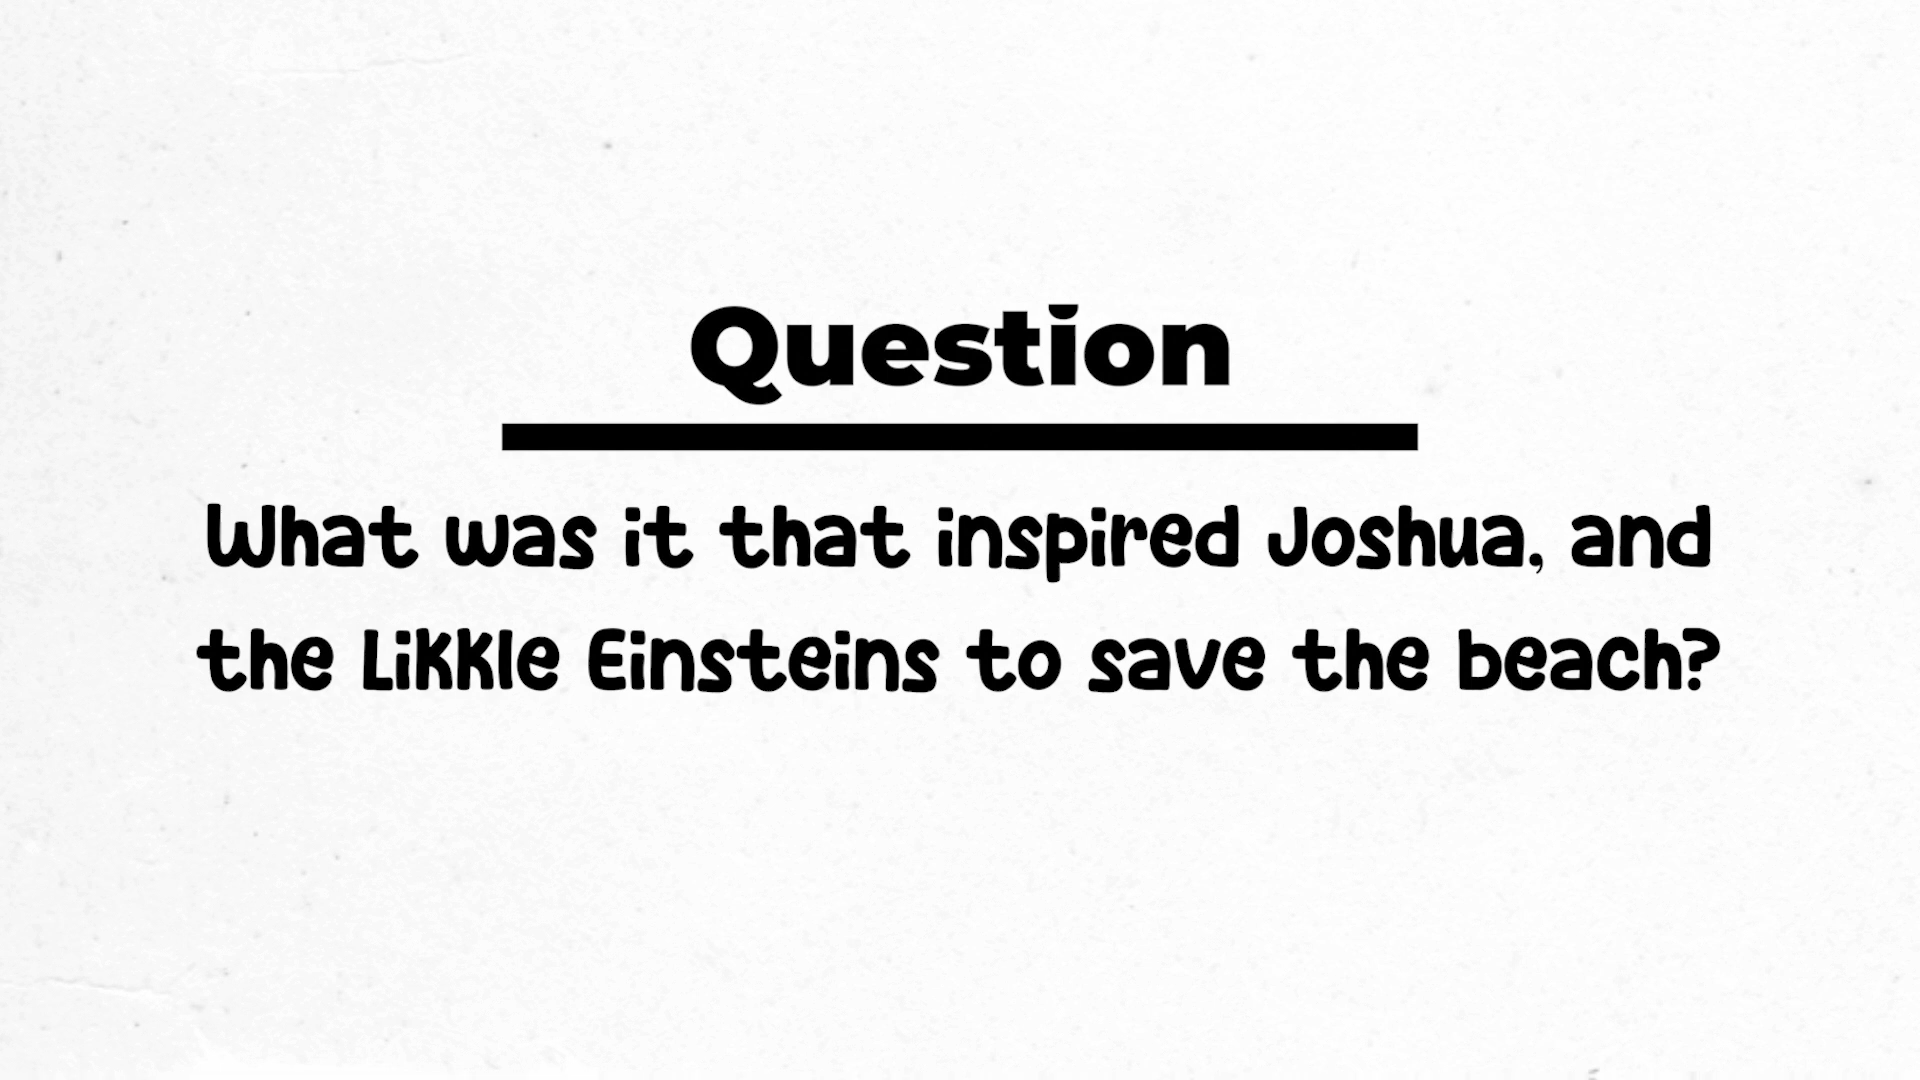 Question
What was it that inspired Joshua, and
the Likkle Einsteins to save the beach?